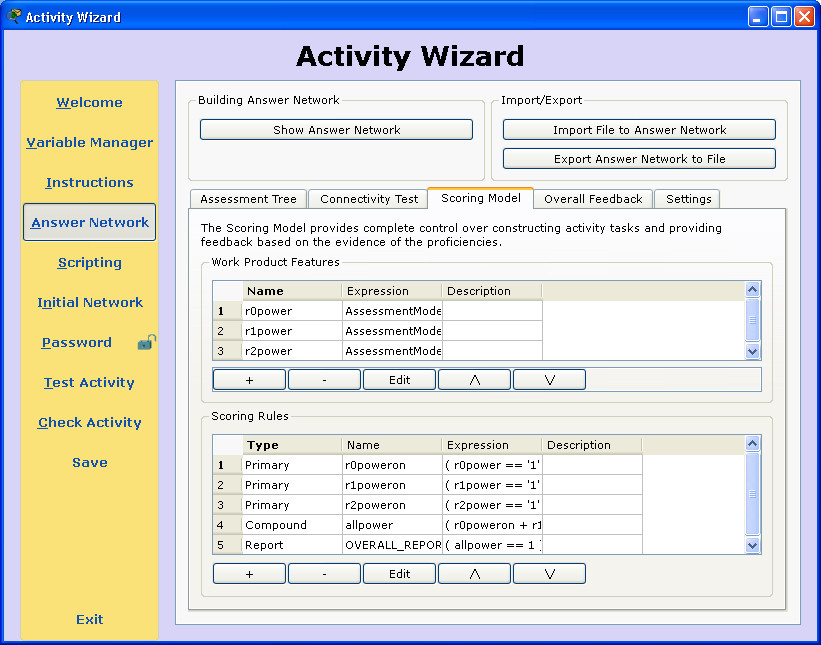 Activity Wizard
Activity Wizard
Welcome
Variable Manager
Instructions
Answer Network
Scripting
Initial Network
Password
Test Activity
Check Activity
Save
Exit
Building Answer Network
Show Answer Network
Import/Export
Import File to Answer Network
Export Answer Network to File
Assessment Tree Connectivity Test Scoring Model Overall Feedback Settings
The Scoring Model provides complete control over constructing activity tasks and providing
feedback based on the evidence of the proficiencies.
Work Product Features
Name Expression Description
1 r0power AssessmentMode
2 r1power AssessmentMode
3 r2power AssessmentMode
+ - Edit /\ \/
Scoring Rules
Type Name Expression Description
1 Primary r0poweron ( r0power == '1'
2 Primary r1poweron ( r1power == '1'
3 Primary r2poweron ( r2power == '1'
4 Compound allpower ( r0poweron + r1
5 Report OVERALL_REPOR ( allpower == 1 )
+ - Edit /\ \/